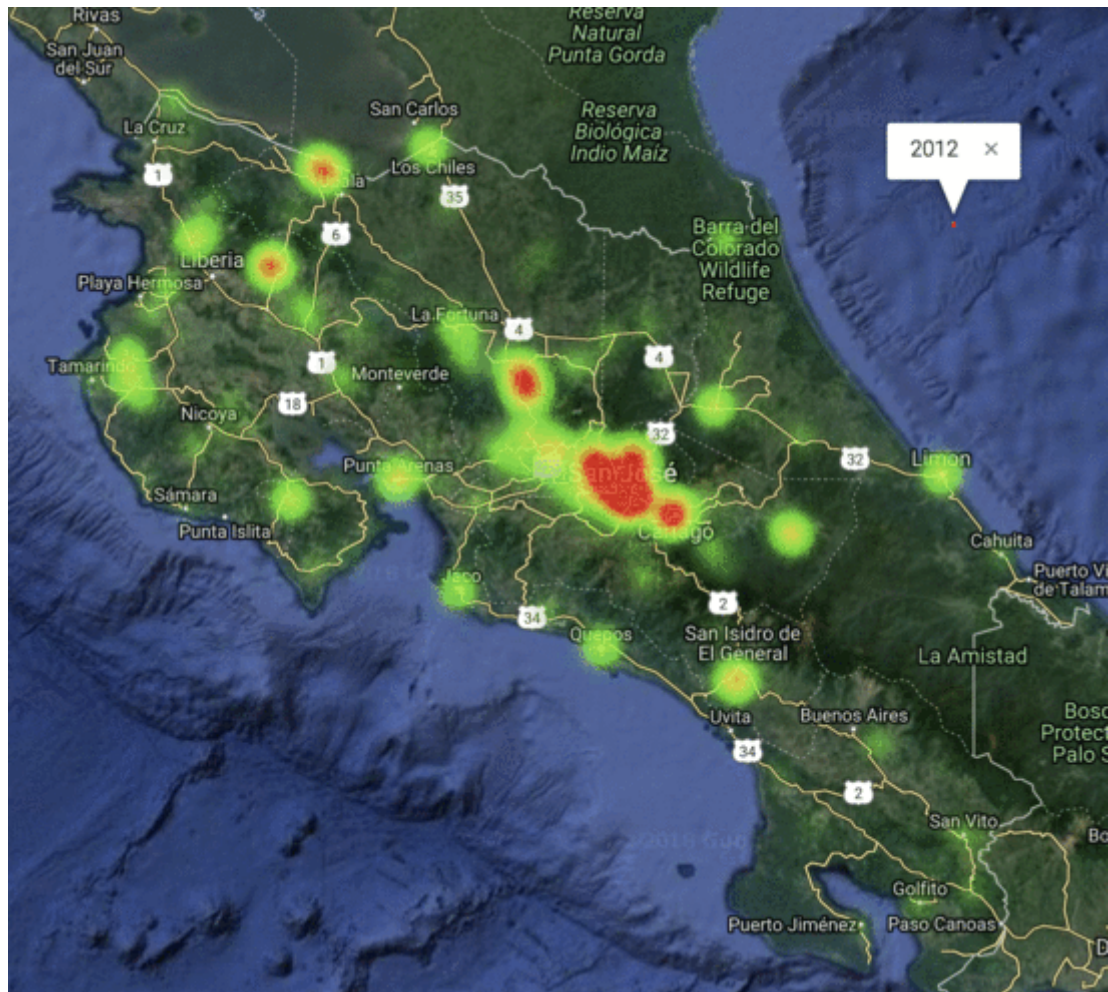 Rivas
San Juan
del Sur
Reserva
Natural
Punta Gorda
San Carlos
Reserva
Biológica
Indio Maíz
La Cruz
2012 ×
Los Chiles
1
35
6
Barra del
Colorado
Wildlife
Refuge
Liberia
Playa Hermosa
La Fortuna
4
4
1
Tamarindo
Monteverde
18
Nicoya
32
32
Punta Arenas
San José
Limon
Sámara
Punta Islita
Cartago
Cahuita
Jaco
Puerto Vi
de Talam
2
34
Quepos
San Isidro de
El General
La Amistad
Uvita
Buenos Aires
Bosq
Protect
Palo S
34
2
San Vito
Bo
Golfito
Puerto Jiménez
Paso Canoas
D